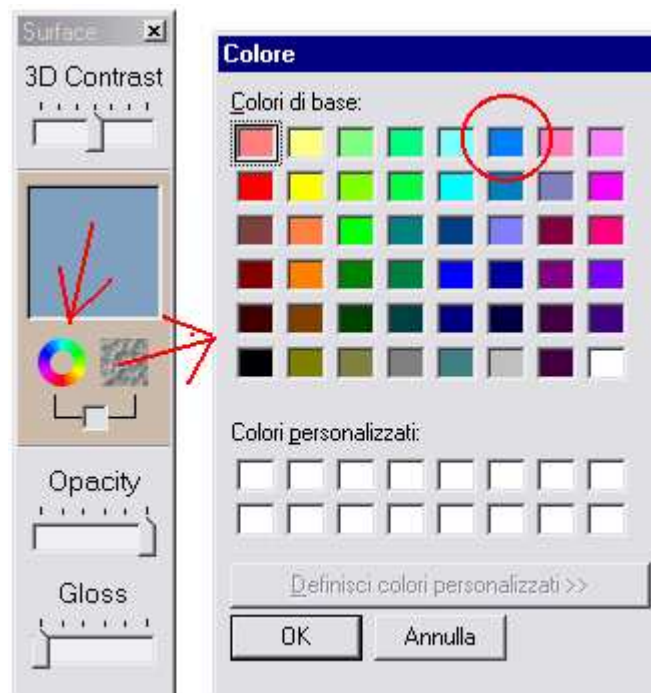 Surface
3D Contrast
Opacity
Gloss
Colore
Colori di base:
Colori personalizzati:
Definisci colori personalizzati >>
OK
Annulla